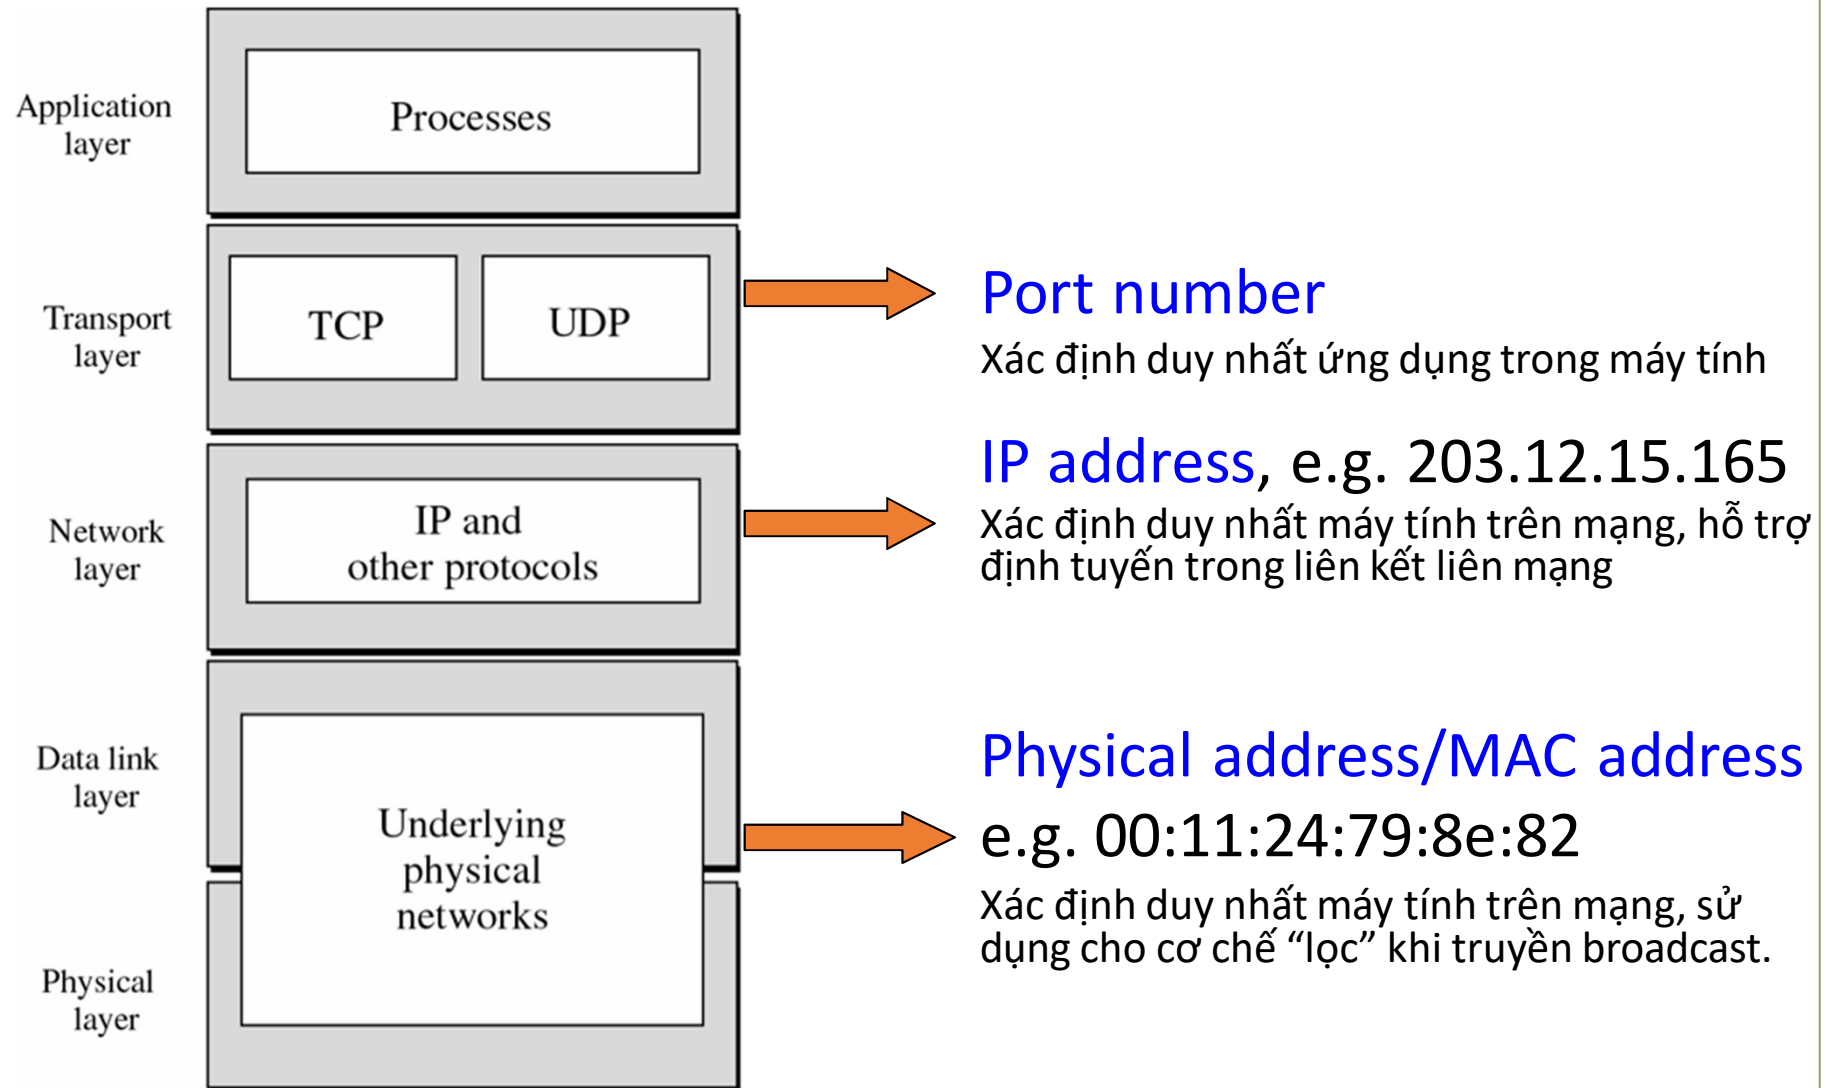 Application
layer
Processes
Transport
layer
TCP
UDP
Port number
Xác định duy nhất ứng dụng trong máy tính
Network
layer
IP and
other protocols
IP address, e.g. 203.12.15.165
Xác định duy nhất máy tính trên mạng, hỗ trợ
định tuyến trong liên kết liên mạng
Data link
layer
Physical
layer
Underlying
physical
networks
Physical address/MAC address
e.g. 00:11:24:79:8e:82
Xác định duy nhất máy tính trên mạng, sử
dụng cho cơ chế “lọc” khi truyền broadcast.